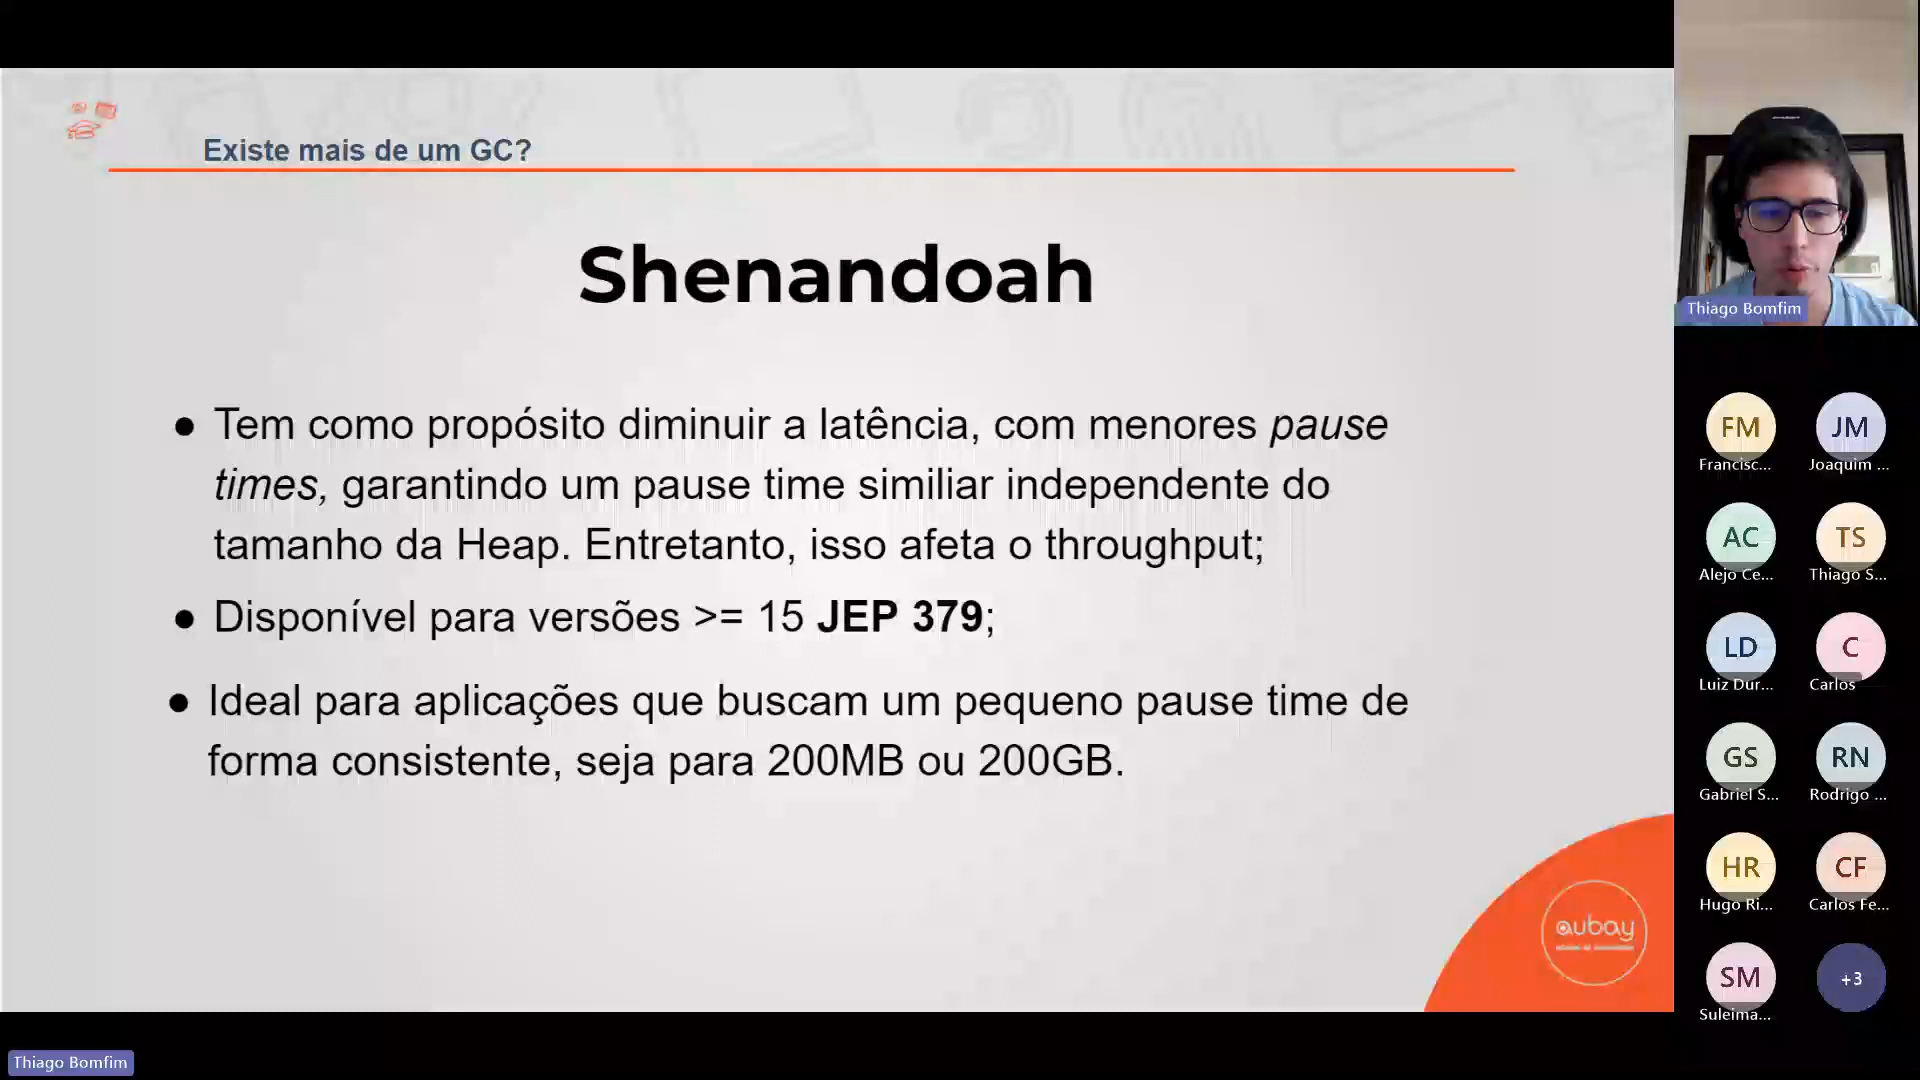 Existe mais de um GC?
Shenandoah
● Tem como propósito diminuir a latência, com menores pause
times, garantindo um pause time similiar independente do
tamanho da Heap. Entretanto, isso afeta o throughput;
● Disponível para versões >= 15 JEP 379;
● Ideal para aplicações que buscam um pequeno pause time de
forma consistente, seja para 200MB ou 200GB.
aubay
Thiago Bomfim
Thiago Bomfim
FM
Francisc...
JM
Joaquim ...
AC
Alejo Ce...
TS
Thiago S...
LD
Luiz Dur...
C
Carlos
GS
Gabriel S...
RN
Rodrigo ...
HR
Hugo Ri...
CF
Carlos Fe...
SM
Suleima...
+3